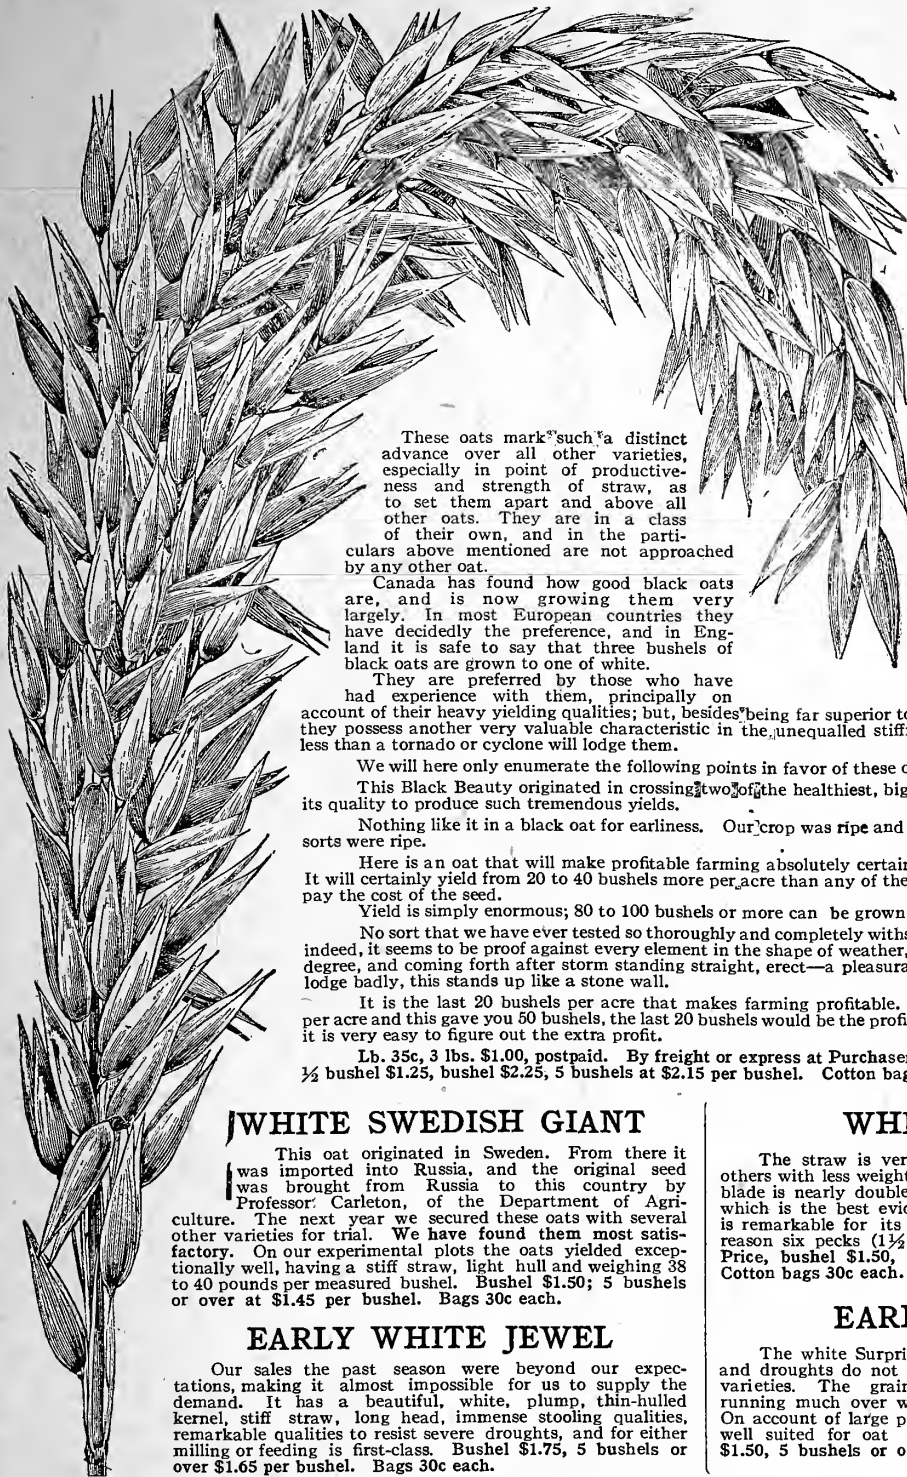 These oats mark such a distinct
advance over all other varieties,
especially in point of productive-
ness and strength of straw, as
to set them apart and above all
other oats. They are in a class
of their own, and in the parti-
culars above mentioned are not approached
by any other oat.
Canada has found how good black oats
are, and is now growing them very
largely. In most European countries they
have decidedly the preference, and in Eng-
land it is safe to say that three bushels of
black oats are grown to one of white.
They are preferred by those who have
had experience with them, principally on
account of their heavy yielding qualities; but, besides being far superior to
they possess another very valuable characteristic in the unequalled stiff
less than a tornado or cyclone will lodge them.
We will here only enumerate the following points in favor of these
This Black Beauty originated in crossing two of the healthiest, big
its quality to produce such tremendous yields.
Nothing like it in a black oat for earliness. Our crop was ripe and
sorts were ripe.
Here is an oat that will make profitable farming absolutely certain
It will certainly yield from 20 to 40 bushels more per acre than any of the
pay the cost of the seed.
Yield is simply enormous; 80 to 100 bushels or more can be grown
No sort that we have ever tested so thoroughly and completely withs
indeed, it seems to be proof against every element in the shape of weather,
degree, and coming forth after storm standing straight, erect—a pleasura
lodge badly, this stands up like a stone wall.
It is the last 20 bushels per acre that makes farming profitable.
per acre and this gave you 50 bushels, the last 20 bushels would be the profi
it is very easy to figure out the extra profit.
Lb. 35c, 3 lbs. $1.00, postpaid. By freight or express at Purchaser
½ bushel $1.25, bushel $2.25, 5 bushels at $2.15 per bushel. Cotton bag
WHITE SWEDISH GIANT
This oat originated in Sweden. From there it
was imported into Russia, and the original seed
was brought from Russia to this country by
Professor Carleton, of the Department of Agri-
culture. The next year we secured these oats with several
other varieties for trial. We have found them most satis-
factory. On our experimental plots the oats yielded excep-
tionally well, having a stiff straw, light hull and weighing 38
to 40 pounds per measured bushel. Bushel $1.50; 5 bushels
or over at $1.45 per bushel. Bags 30c each.
EARLY WHITE JEWEL
Our sales the past season were beyond our expec-
tations, making it almost impossible for us to supply the
demand. It has a beautiful, white, plump, thin-hulled
kernel, stiff straw, long head, immense stooling qualities,
remarkable qualities to resist severe droughts, and for either
milling or feeding is first-class. Bushel $1.75, 5 bushels or
over $1.65 per bushel. Bags 30c each.
WHI
The straw is ver
others with less weight
blade is nearly double
which is the best evid
is remarkable for its
reason six pecks (1½
Price, bushel $1.50,
Cotton bags 30c each.
EARL
The white Surpri
and droughts do not
varieties. The grain
running much over w
On account of large p
well suited for oat
$1.50, 5 bushels or o